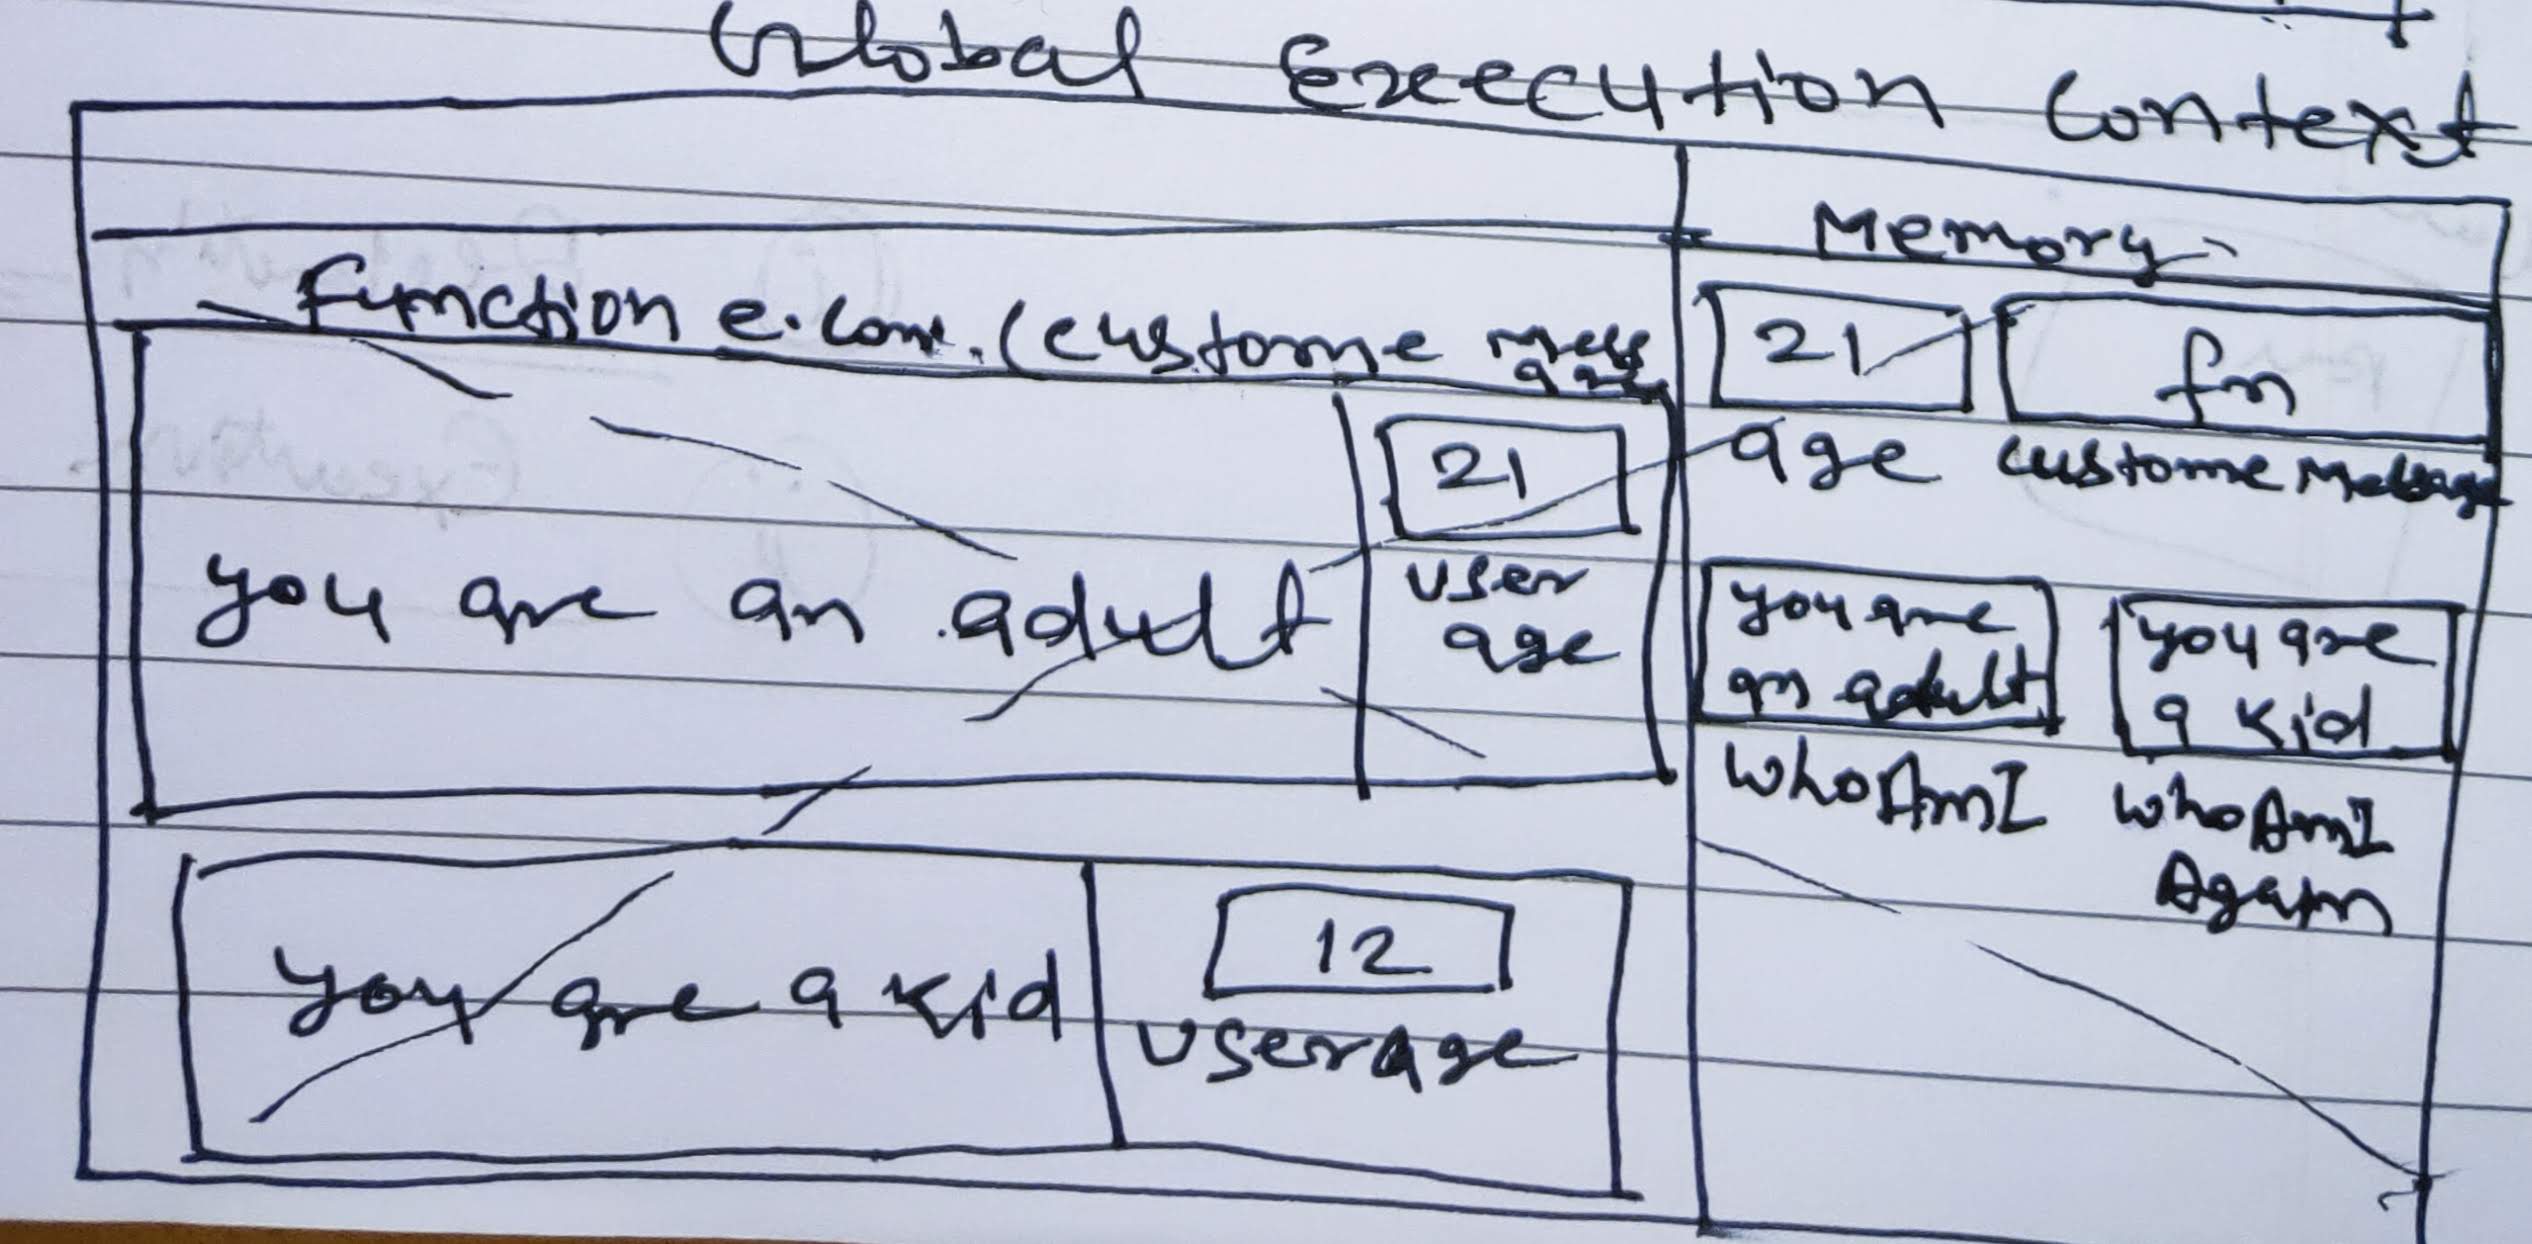 Global Execution Context
Memory
function e. con. (custome mess
age
21
fn
age custome Message
21
user
age
you are an adult
you are
an adult
whoAmI
you are
a kid
whoAmI
Again
you are a kid
12
userage